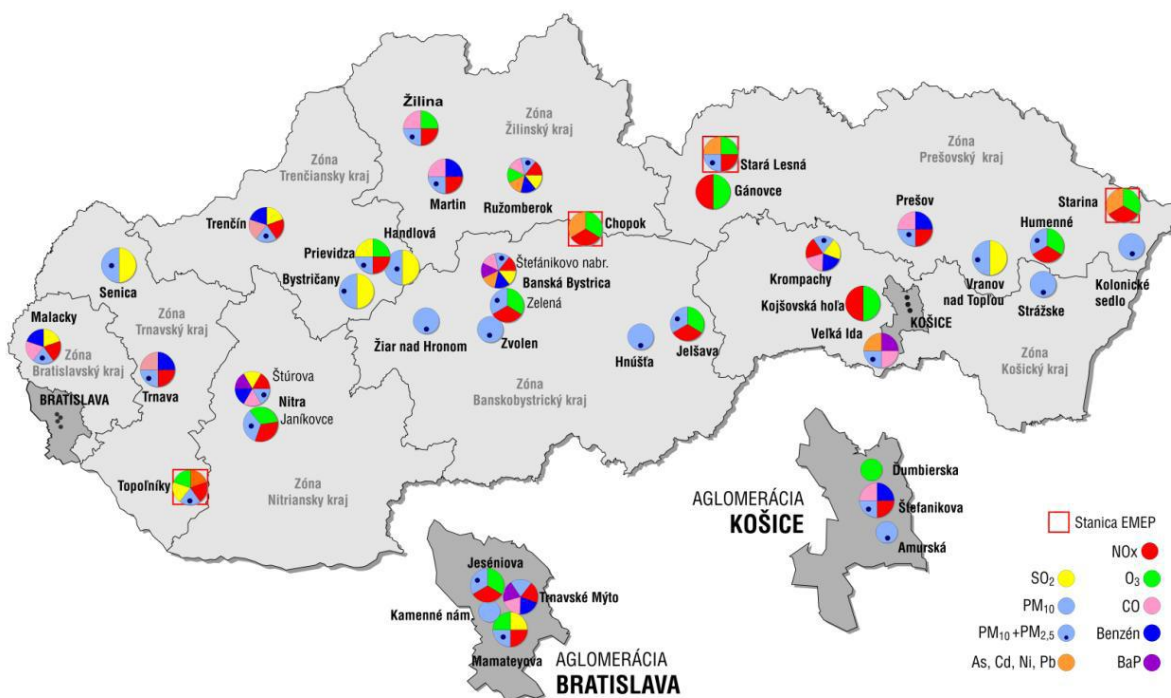 Žilina
Zóna
Žilinský kraj
Zóna
Trenčiansky kraj
Martin
Ružomberok
Stará Lesná
Gánovce
Zóna
Prešovský kraj
Starina
Trenčín
Prievidza
Handlová
Chopok
Prešov
Humenné
Senica
Bystričany
Štefánikovo nabr.
Banská Bystrica
Zelená
Krompachy
Vranov
nad Topľou
Kolonické
sedlo
Malacky
Zóna
Trnavský kraj
Žiar nad Hronom
Zvolen
Hnúšťa
Jelšava
Kojšovská hoľa
KOŠICE
Strážske
Veľká Ida
Zóna
Bratislavský kraj
Trnava
Štúrova
Nitra
Janíkovce
Zóna
Banskobystrický kraj
Zóna
Košický kraj
BRATISLAVA
Topoľníky
Zóna
Nitriansky kraj
Ďumbierska
AGLOMERÁCIA
KOŠICE
Štefanikova
Amurská
Jeséniova
Trnavské Mýto
Kamenné nám.
Mamateyova
AGLOMERÁCIA
BRATISLAVA
Stanica EMEP
NOx
SO₂
O₃
PM₁₀
CO
PM₁₀+PM₂,₅
Benzén
As, Cd, Ni, Pb
BaP